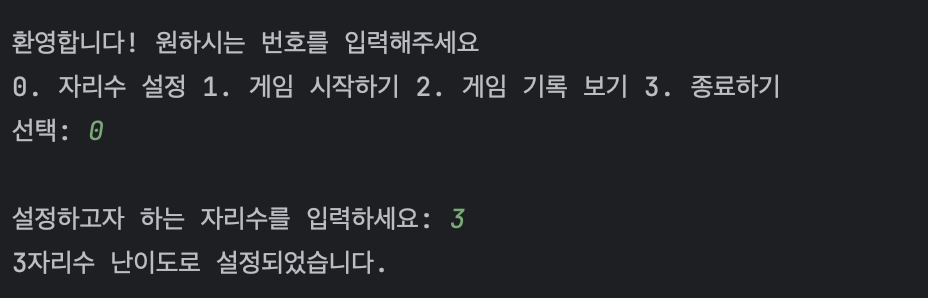 환영합니다! 원하시는 번호를 입력해주세요
0. 자리수 설정 1. 게임 시작하기 2. 게임 기록 보기 3. 종료하기
선택: 0
설정하고자 하는 자리수를 입력하세요: 3
3자리수 난이도로 설정되었습니다.